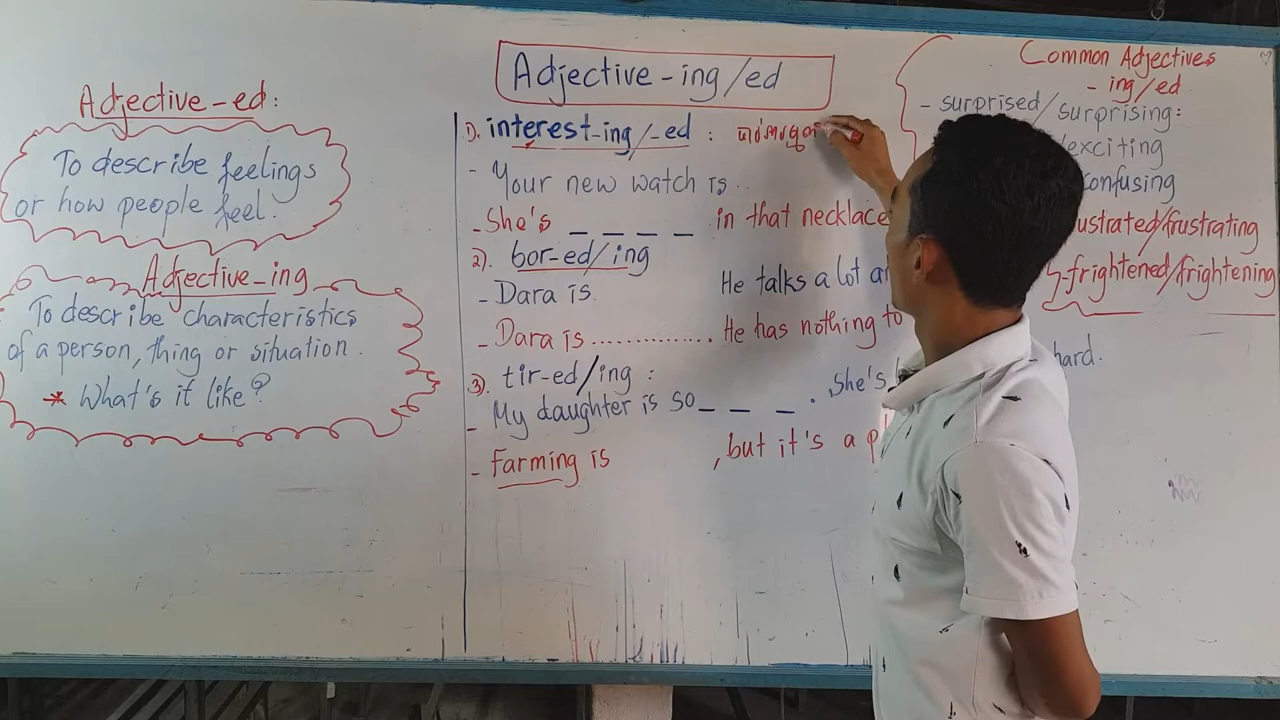 Adjective-ed:
To describe feelings
or how people feel.
Adjective-ing
To describe characteristics
of a person, thing or situation.
* What's it like?
Adjective-ing/ed
1). interest-ing/-ed :
- Your new watch is
- She's _ _ _ _ in that necklace
2). bor-ed/ing
- Dara is. He talks a lot
- Dara is .............. He has nothing to
3). tir-ed/ing :
- My daughter is so _ _ _ . She's hard.
- Farming is , but it's a
Common Adjectives
- ing/ed
- surprised/surprising:
exciting
confusing
ustrated/frustrating
-frightened/frightening